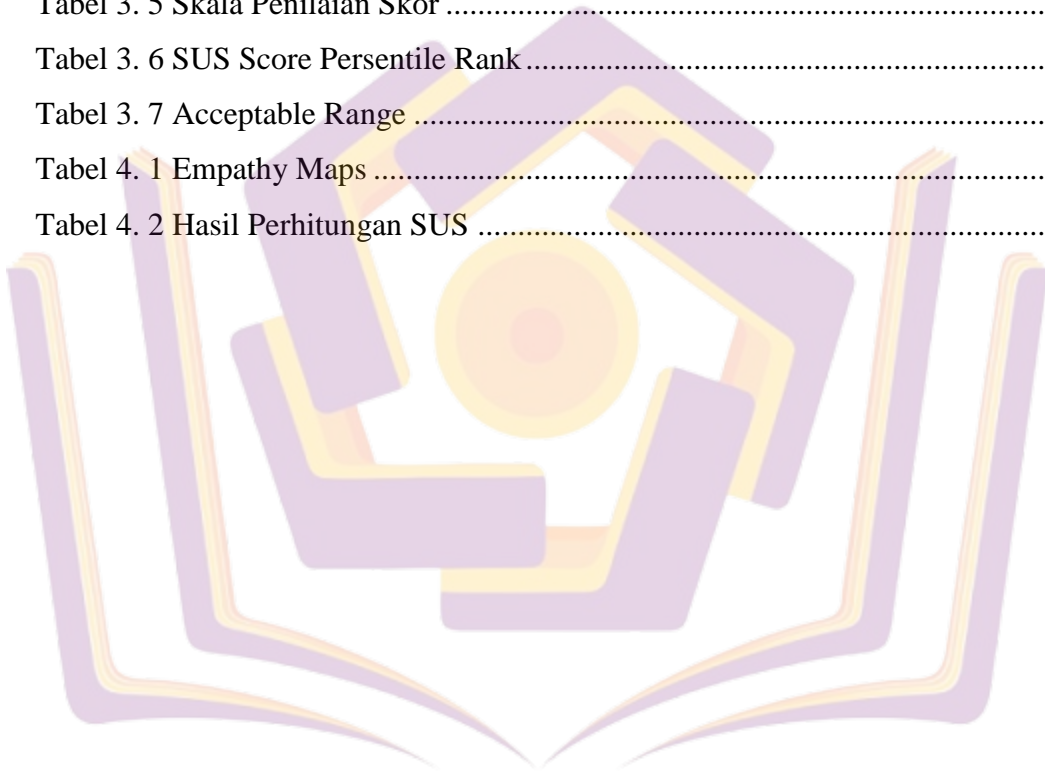 Tabel 3. 5 Skala Penilaian Skor ........................................................................
Tabel 3. 6 SUS Score Persentile Rank..............................................................
Tabel 3. 7 Acceptable Range ............................................................................
Tabel 4. 1 Empathy Maps .................................................................................
Tabel 4. 2 Hasil Perhitungan SUS ....................................................................